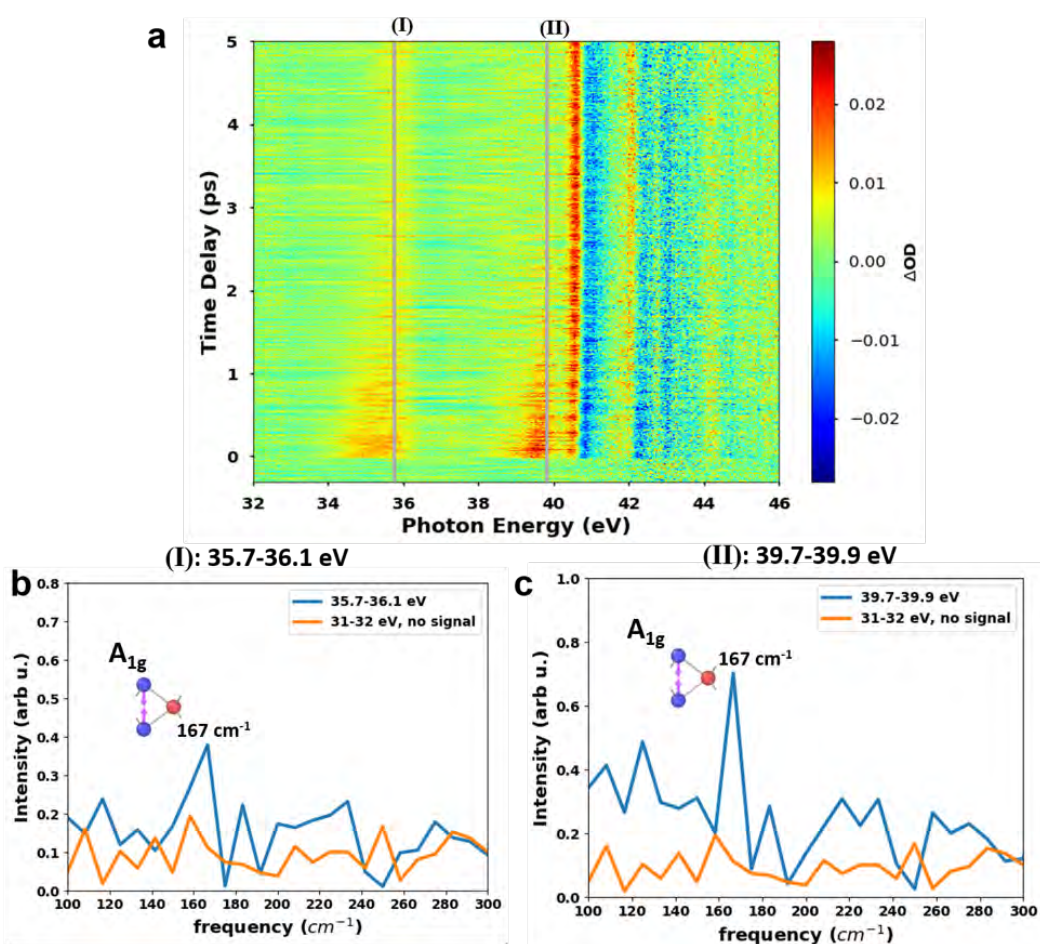 a
(I)
(II)
5
4
3
2
1
0
Time Delay (ps)
32
34
36
38
40
42
44
46
Photon Energy (eV)
0.02
0.01
0.00
−0.01
−0.02
ΔOD
(I): 35.7-36.1 eV
b
0.8
0.7
0.6
0.5
0.4
0.3
0.2
0.1
0.0
Intensity (arb u.)
35.7-36.1 eV
31-32 eV, no signal
A1g
167 cm-1
100
120
140
160
180
200
220
240
260
280
300
frequency (cm−1)
(II): 39.7-39.9 eV
c
1.0
0.8
0.6
0.4
0.2
0.0
Intensity (arb u.)
39.7-39.9 eV
31-32 eV, no signal
A1g
167 cm-1
100
120
140
160
180
200
220
240
260
280
300
frequency (cm−1)